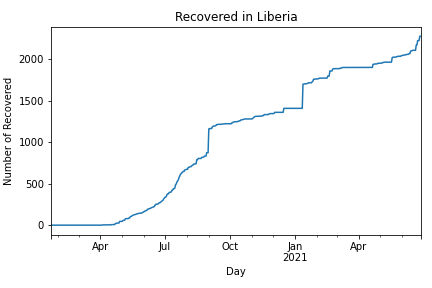 Recovered in Liberia
Number of Recovered
2000
1500
1000
500
0
Apr
Jul
Oct
Jan
2021
Apr
Day